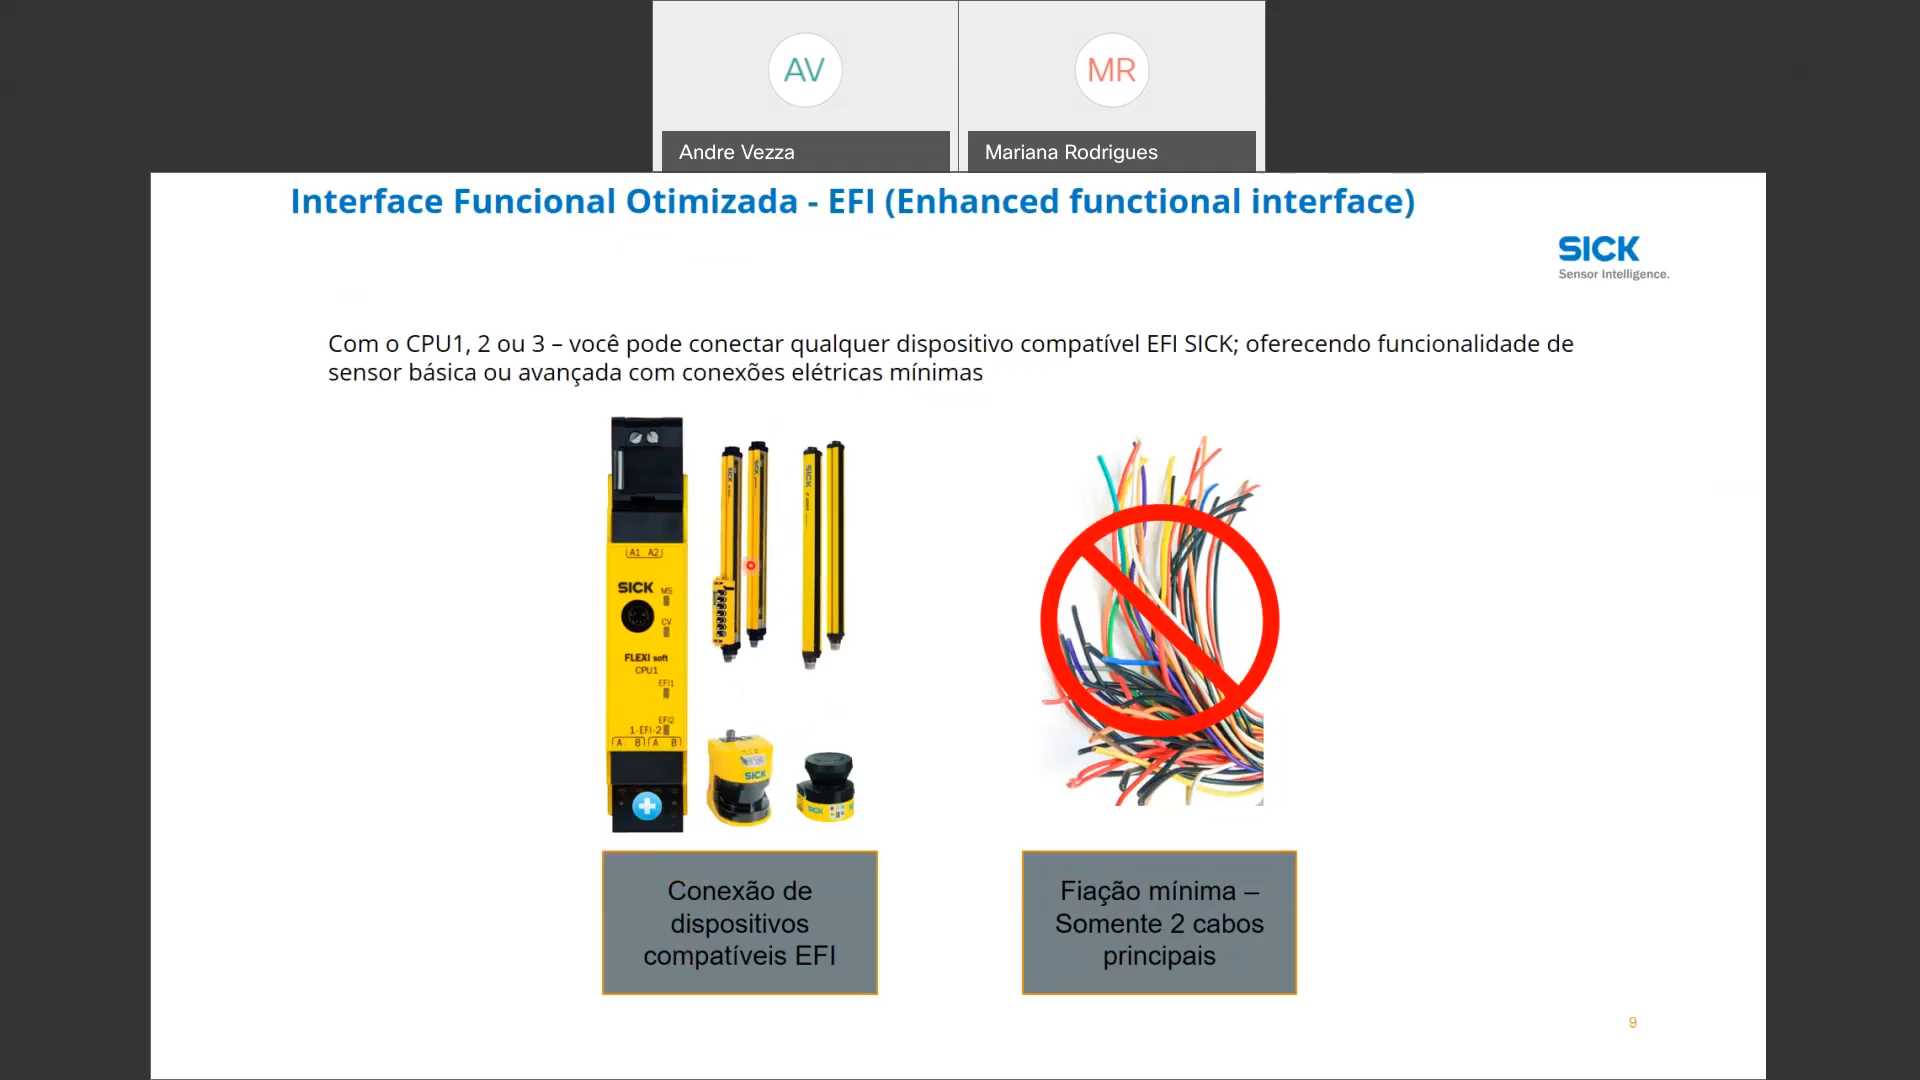 AV
MR
Andre Vezza
Mariana Rodrigues
Interface Funcional Otimizada - EFI (Enhanced functional interface)
SICK
Sensor Intelligence.
Com o CPU1, 2 ou 3 – você pode conectar qualquer dispositivo compatível EFI SICK; oferecendo funcionalidade de
sensor básica ou avançada com conexões elétricas mínimas
A1 A2
SICK
MS
CV
FLEXI soft
CPU1
EFI1
EFI2
1-EFI-2
A B A B
SICK
SICK
SICK
SICK
SICK
Conexão de
dispositivos
compatíveis EFI
Fiação mínima –
Somente 2 cabos
principais
9